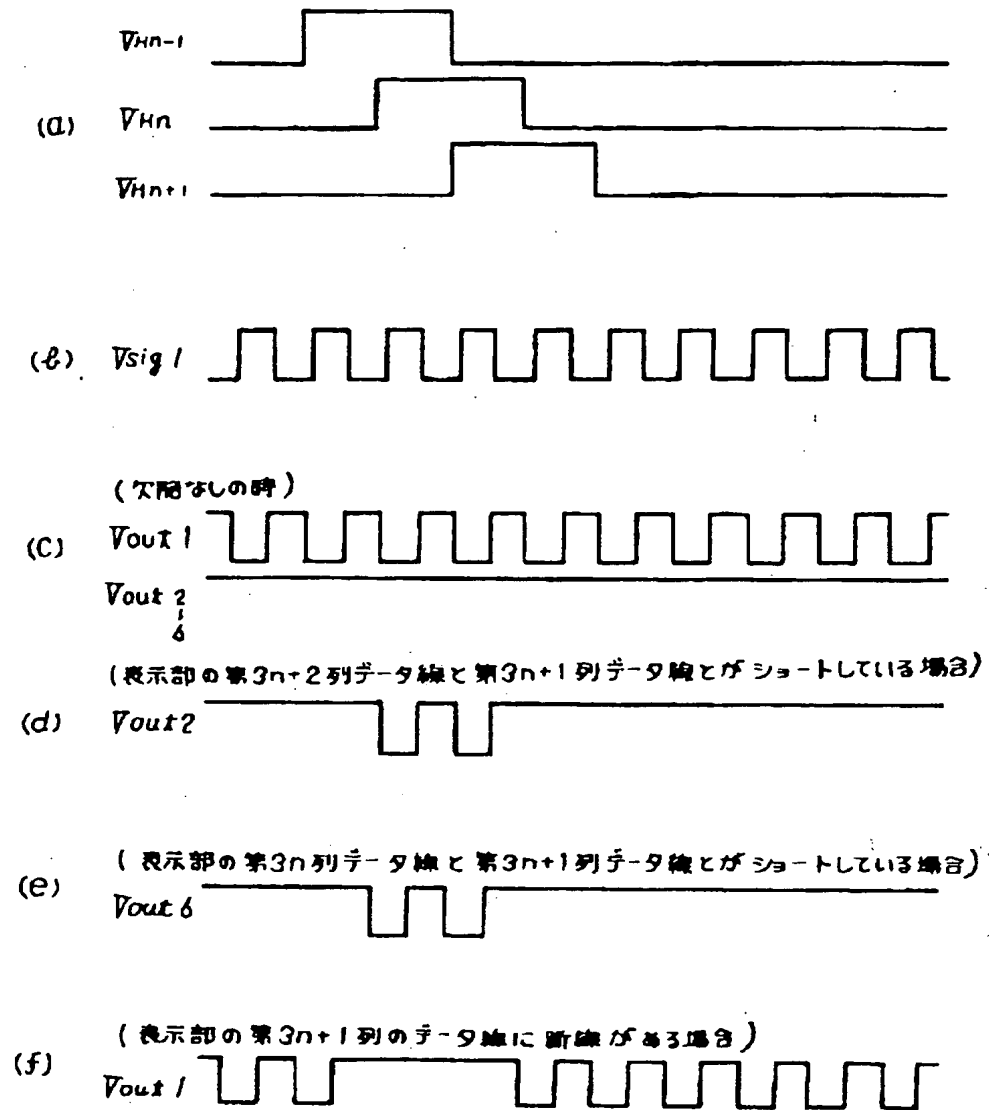 VHn-1
(a) VHn
VHn+1
(b) Vsig 1
(欠陥なしの時)
(c) Vout 1
Vout 2
~
6
(表示部の第3n+2列データ線と第3n+1列データ線とがショートしている場合)
(d) Vout2
(表示部の第3n列データ線と第3n+1列データ線とがショートしている場合)
(e) Vout 6
(表示部の第3n+1列のデータ線に断線がある場合)
(f) Vout 1